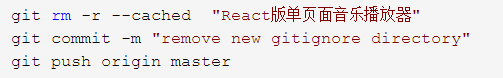 git rm -r --cached "React版单页面音乐播放器"
git commit -m "remove new gitignore directory"
git push origin master